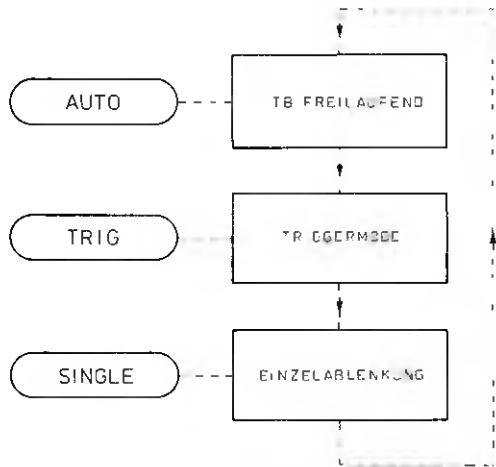 AUTO
TB FREILAUFEND
TRIG
TRIGGERMODE
SINGLE
EINZELABLENKUNG